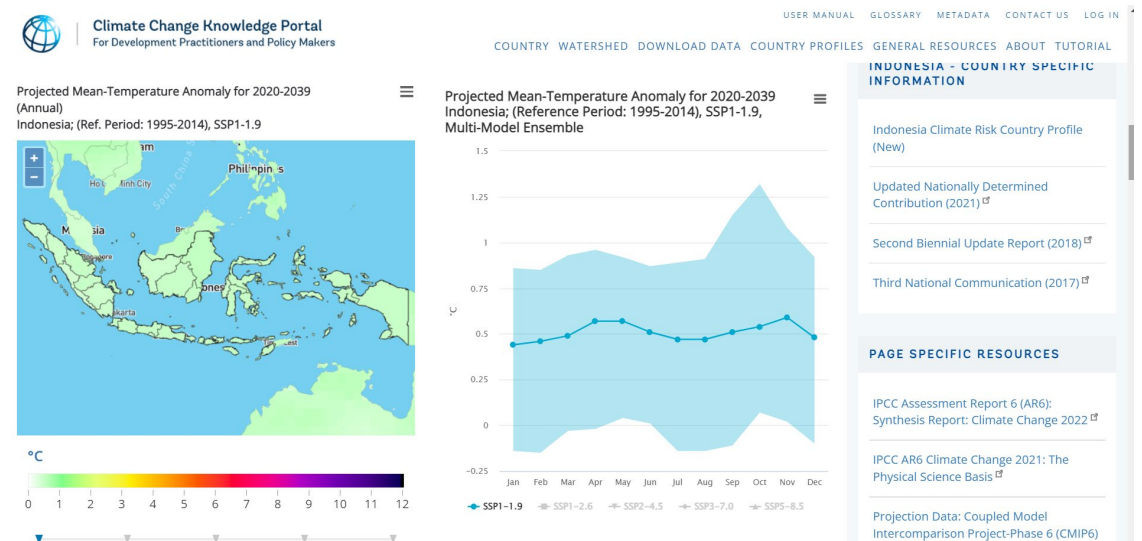 USER MANUAL GLOSSARY METADATA CONTACT US LOG IN
Climate Change Knowledge Portal
For Development Practitioners and Policy Makers
COUNTRY WATERSHED DOWNLOAD DATA COUNTRY PROFILES GENERAL RESOURCES ABOUT TUTORIAL
Projected Mean-Temperature Anomaly for 2020-2039
(Annual)
Indonesia; (Ref. Period: 1995-2014), SSP1-1.9
+
−
South China
Jakarta
°C
0 1 2 3 4 5 6 7 8 9 10 11 12
Projected Mean-Temperature Anomaly for 2020-2039
Indonesia; (Reference Period: 1995-2014), SSP1-1.9,
Multi-Model Ensemble
1.5
1.25
1
0.75
°C
0.5
0.25
0
−0.25
Jan Feb Mar Apr May Jun Jul Aug Sep Oct Nov Dec
SSP1−1.9 SSP1−2.6 SSP2−4.5 SSP3−7.0 SSP5−8.5
INDONESIA - COUNTRY SPECIFIC
INFORMATION
Indonesia Climate Risk Country Profile
(New)
Updated Nationally Determined
Contribution (2021)
Second Biennial Update Report (2018)
Third National Communication (2017)
PAGE SPECIFIC RESOURCES
IPCC Assessment Report 6 (AR6):
Synthesis Report: Climate Change 2022
IPCC AR6 Climate Change 2021: The
Physical Science Basis
Projection Data: Coupled Model
Intercomparison Project-Phase 6 (CMIP6)